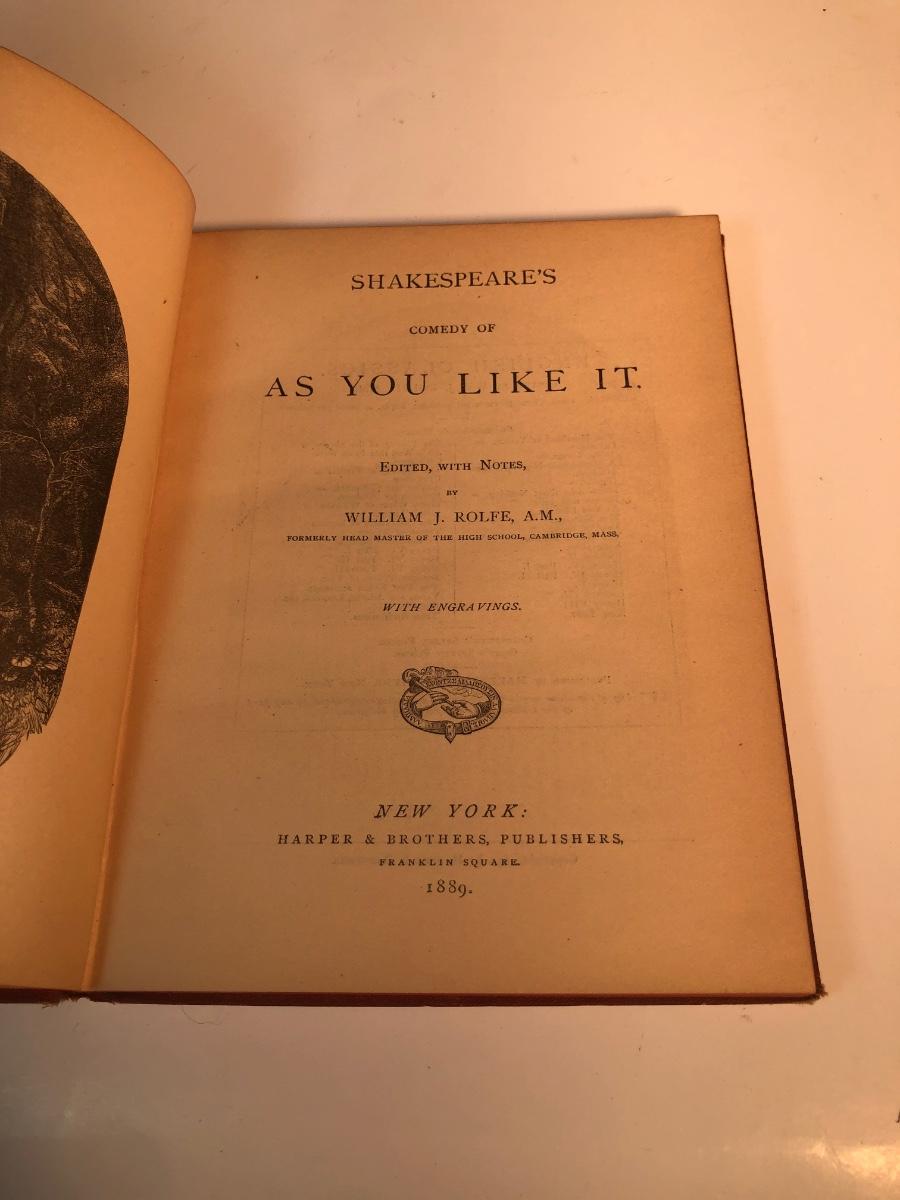 SHAKESPEARE'S
COMEDY OF
AS YOU LIKE IT.
EDITED, WITH NOTES,
BY
WILLIAM J. ROLFE, A.M.,
FORMERLY HEAD MASTER OF THE HIGH SCHOOL, CAMBRIDGE, MASS.
WITH ENGRAVINGS.
NEW YORK:
HARPER & BROTHERS, PUBLISHERS,
FRANKLIN SQUARE.
1889.